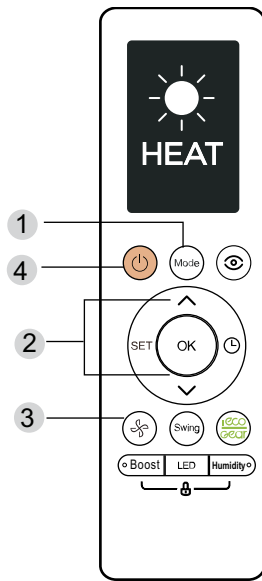 HEAT
1
Mode
4
2
SET OK
3
Swing
ECO
GEAR
Boost LED Humidity